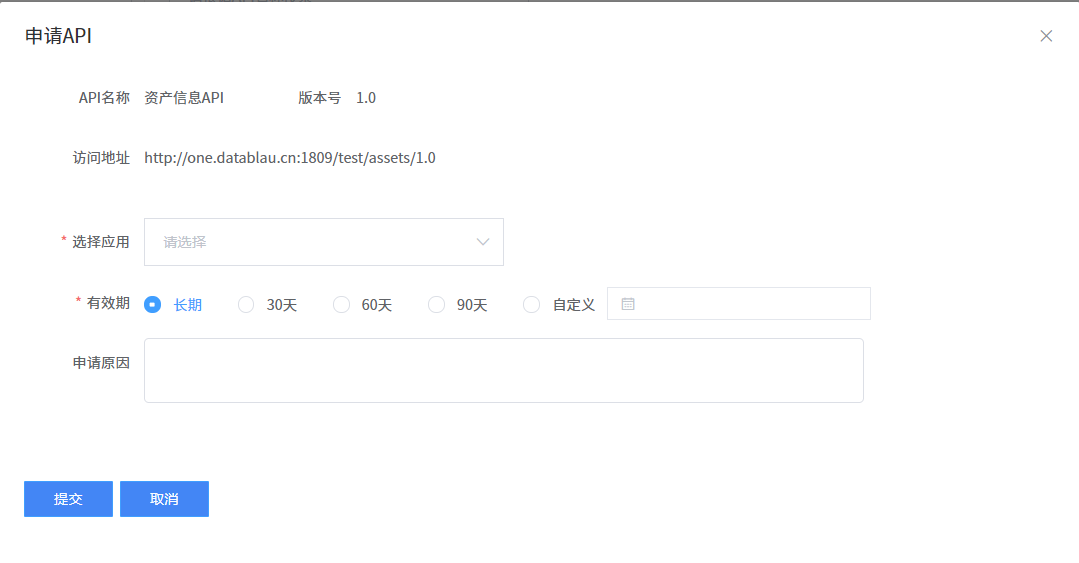 申请API
API名称 资产信息API 版本号 1.0
访问地址 http://one.datablau.cn:1809/test/assets/1.0
* 选择应用 请选择
* 有效期 长期 30天 60天 90天 自定义
申请原因
提交 取消